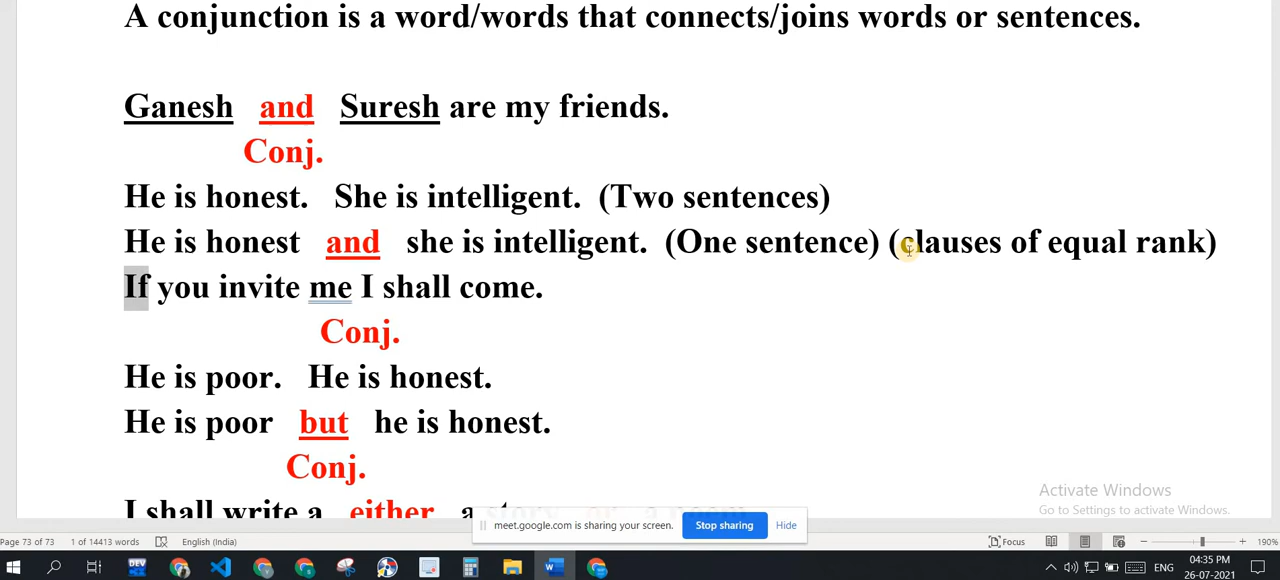 A conjunction is a word/words that connects/joins words or sentences.
Ganesh and Suresh are my friends.
Conj.
He is honest. She is intelligent. (Two sentences)
He is honest and she is intelligent. (One sentence) (clauses of equal rank)
If you invite me I shall come.
Conj.
He is poor. He is honest.
He is poor but he is honest.
Conj.
I shall write a either a story or a poem
Activate Windows
Go to Settings to activate Windows.
meet.google.com is sharing your screen. Stop sharing Hide
Page 73 of 73 1 of 14413 words English (India) Focus 190%
DEV W ENG 04:35 PM
26-07-2021